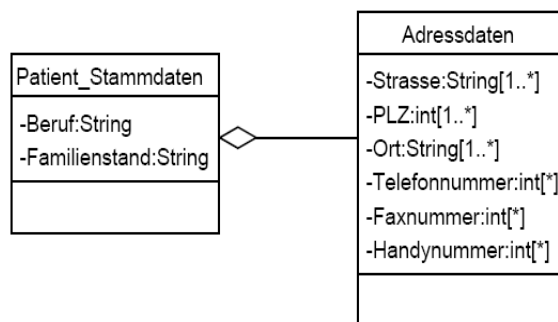 Patient_Stammdaten
-Beruf:String
-Familienstand:String
Adressdaten
-Strasse:String[1..*]
-PLZ:int[1..*]
-Ort:String[1..*]
-Telefonnummer:int[*]
-Faxnummer:int[*]
-Handynummer:int[*]